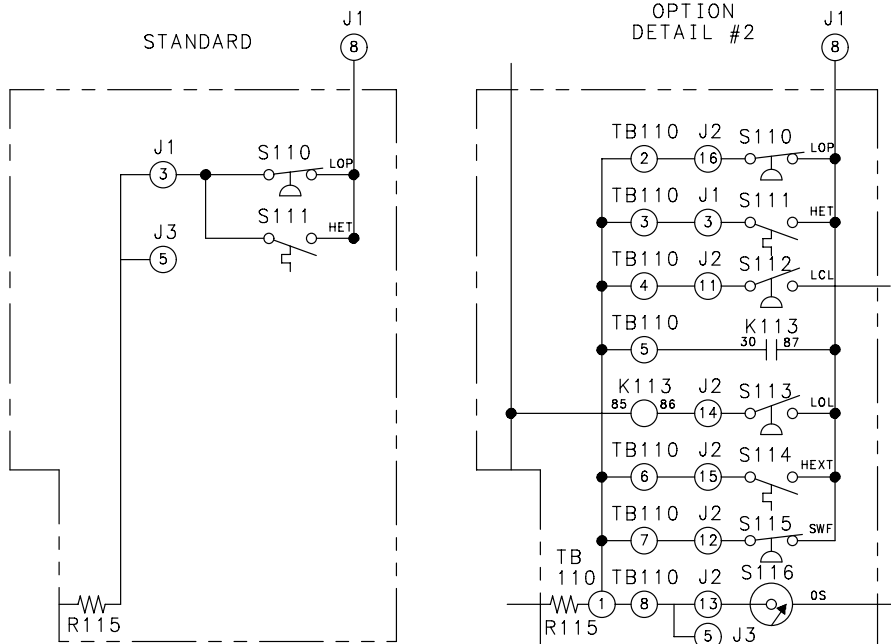 STANDARD
J1
8
J1
3
S110
LOP
S111
HET
J3
5
R115
OPTION
DETAIL #2
J1
8
TB110 J2 S110
2 16 LOP
TB110 J1 S111
3 3 HET
TB110 J2 S112
4 11 LCL
TB110 K113
5 30 87
K113 J2 S113
85 86 14 LOL
TB110 J2 S114
6 15 HEXT
TB110 J2 S115
7 12 SWF
TB
110 TB110 J2 S116
1 8 13 OS
R115 5 J3